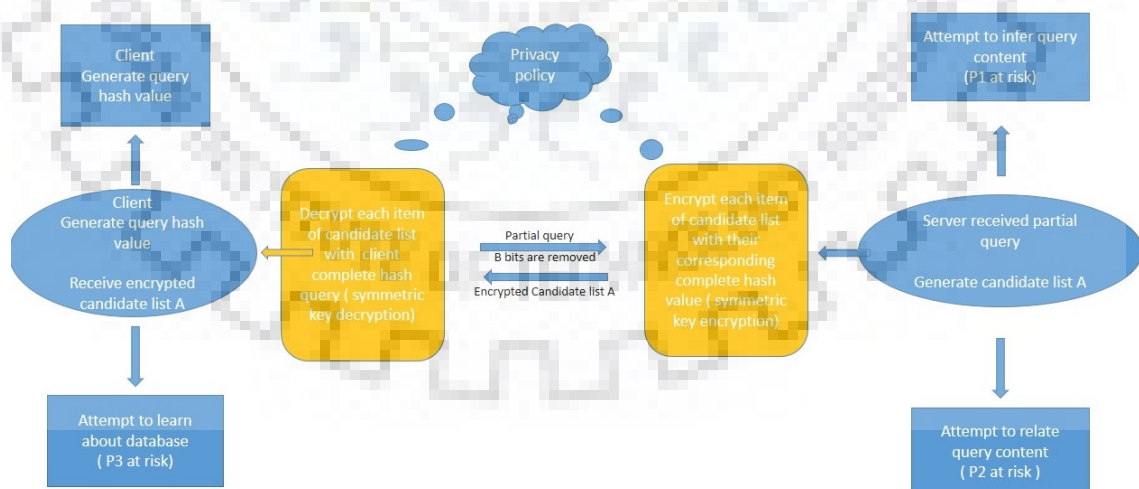 Client
Generate query
hash value
Privacy
policy
Attempt to infer query
content
(P1 at risk)
Client
Generate query hash
value
Receive encrypted
candidate list A
Decrypt each item
of candidate list
with client
complete hash
query ( symmetric
key decryption)
Partial query
B bits are removed
Encrypted Candidate list A
Encrypt each item
of candidate list
with their
corresponding
complete hash
value ( symmetric
key encryption)
Server received partial
query
Generate candidate list A
Attempt to learn
about database
( P3 at risk)
Attempt to relate
query content
( P2 at risk )